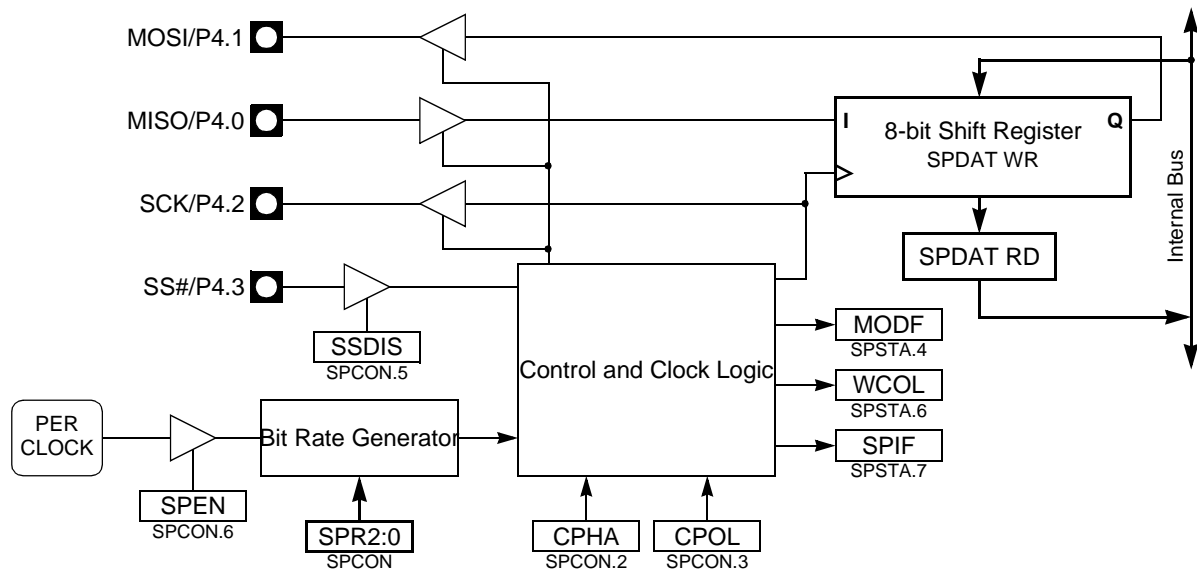 MOSI/P4.1
MISO/P4.0
I
8-bit Shift Register
Q
SPDAT WR
Internal Bus
SCK/P4.2
SPDAT RD
SS#/P4.3
SSDIS
SPCON.5
Control and Clock Logic
MODF
SPSTA.4
WCOL
SPSTA.6
SPIF
SPSTA.7
PER
CLOCK
Bit Rate Generator
SPEN
SPCON.6
SPR2:0
SPCON
CPHA
SPCON.2
CPOL
SPCON.3